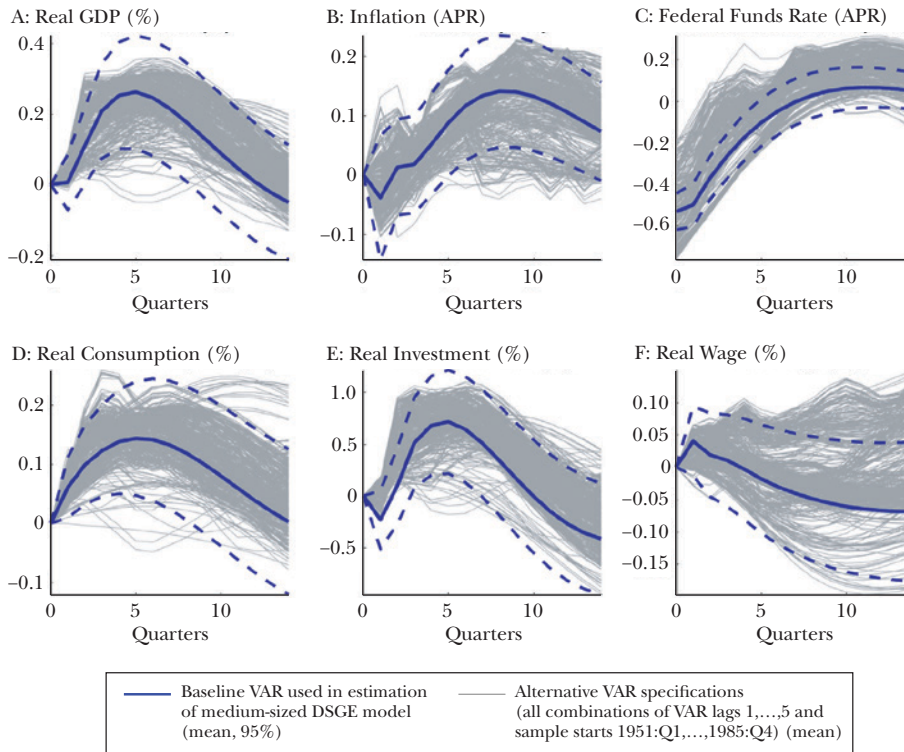 A: Real GDP (%)
0.4
0.2
0
−0.2
0 5 10
Quarters
B: Inflation (APR)
0.2
0.1
0
−0.1
0 5 10
Quarters
C: Federal Funds Rate (APR)
0.2
0
−0.2
−0.4
−0.6
0 5 10
Quarters
D: Real Consumption (%)
0.2
0.1
0
−0.1
0 5 10
Quarters
E: Real Investment (%)
1.0
0.5
0
−0.5
0 5 10
Quarters
F: Real Wage (%)
0.10
0.05
0
−0.05
−0.10
−0.15
0 5 10
Quarters
Baseline VAR used in estimation
of medium-sized DSGE model
(mean, 95%)
Alternative VAR specifications
(all combinations of VAR lags 1,…,5 and
sample starts 1951:Q1,…,1985:Q4) (mean)